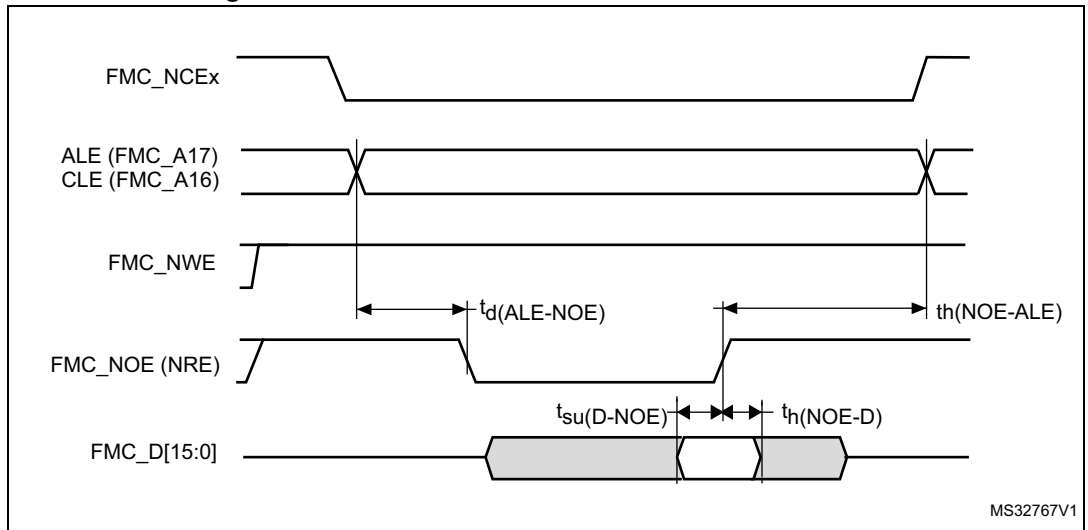 FMC_NCEx
ALE (FMC_A17)
CLE (FMC_A16)
FMC_NWE
td(ALE-NOE)
th(NOE-ALE)
FMC_NOE (NRE)
tsu(D-NOE)
th(NOE-D)
FMC_D[15:0]
MS32767V1